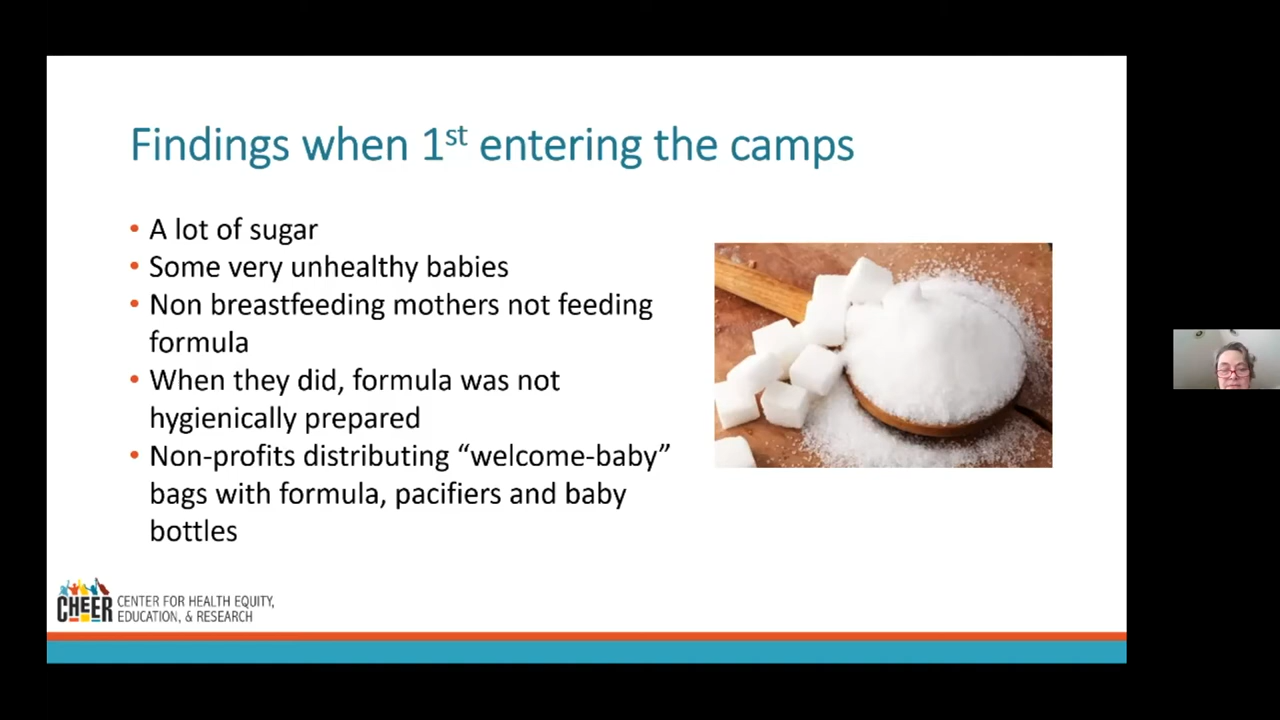 Findings when 1st entering the camps
• A lot of sugar
• Some very unhealthy babies
• Non breastfeeding mothers not feeding
formula
• When they did, formula was not
hygienically prepared
• Non-profits distributing “welcome-baby”
bags with formula, pacifiers and baby
bottles
CHEER CENTER FOR HEALTH EQUITY,
EDUCATION, & RESEARCH